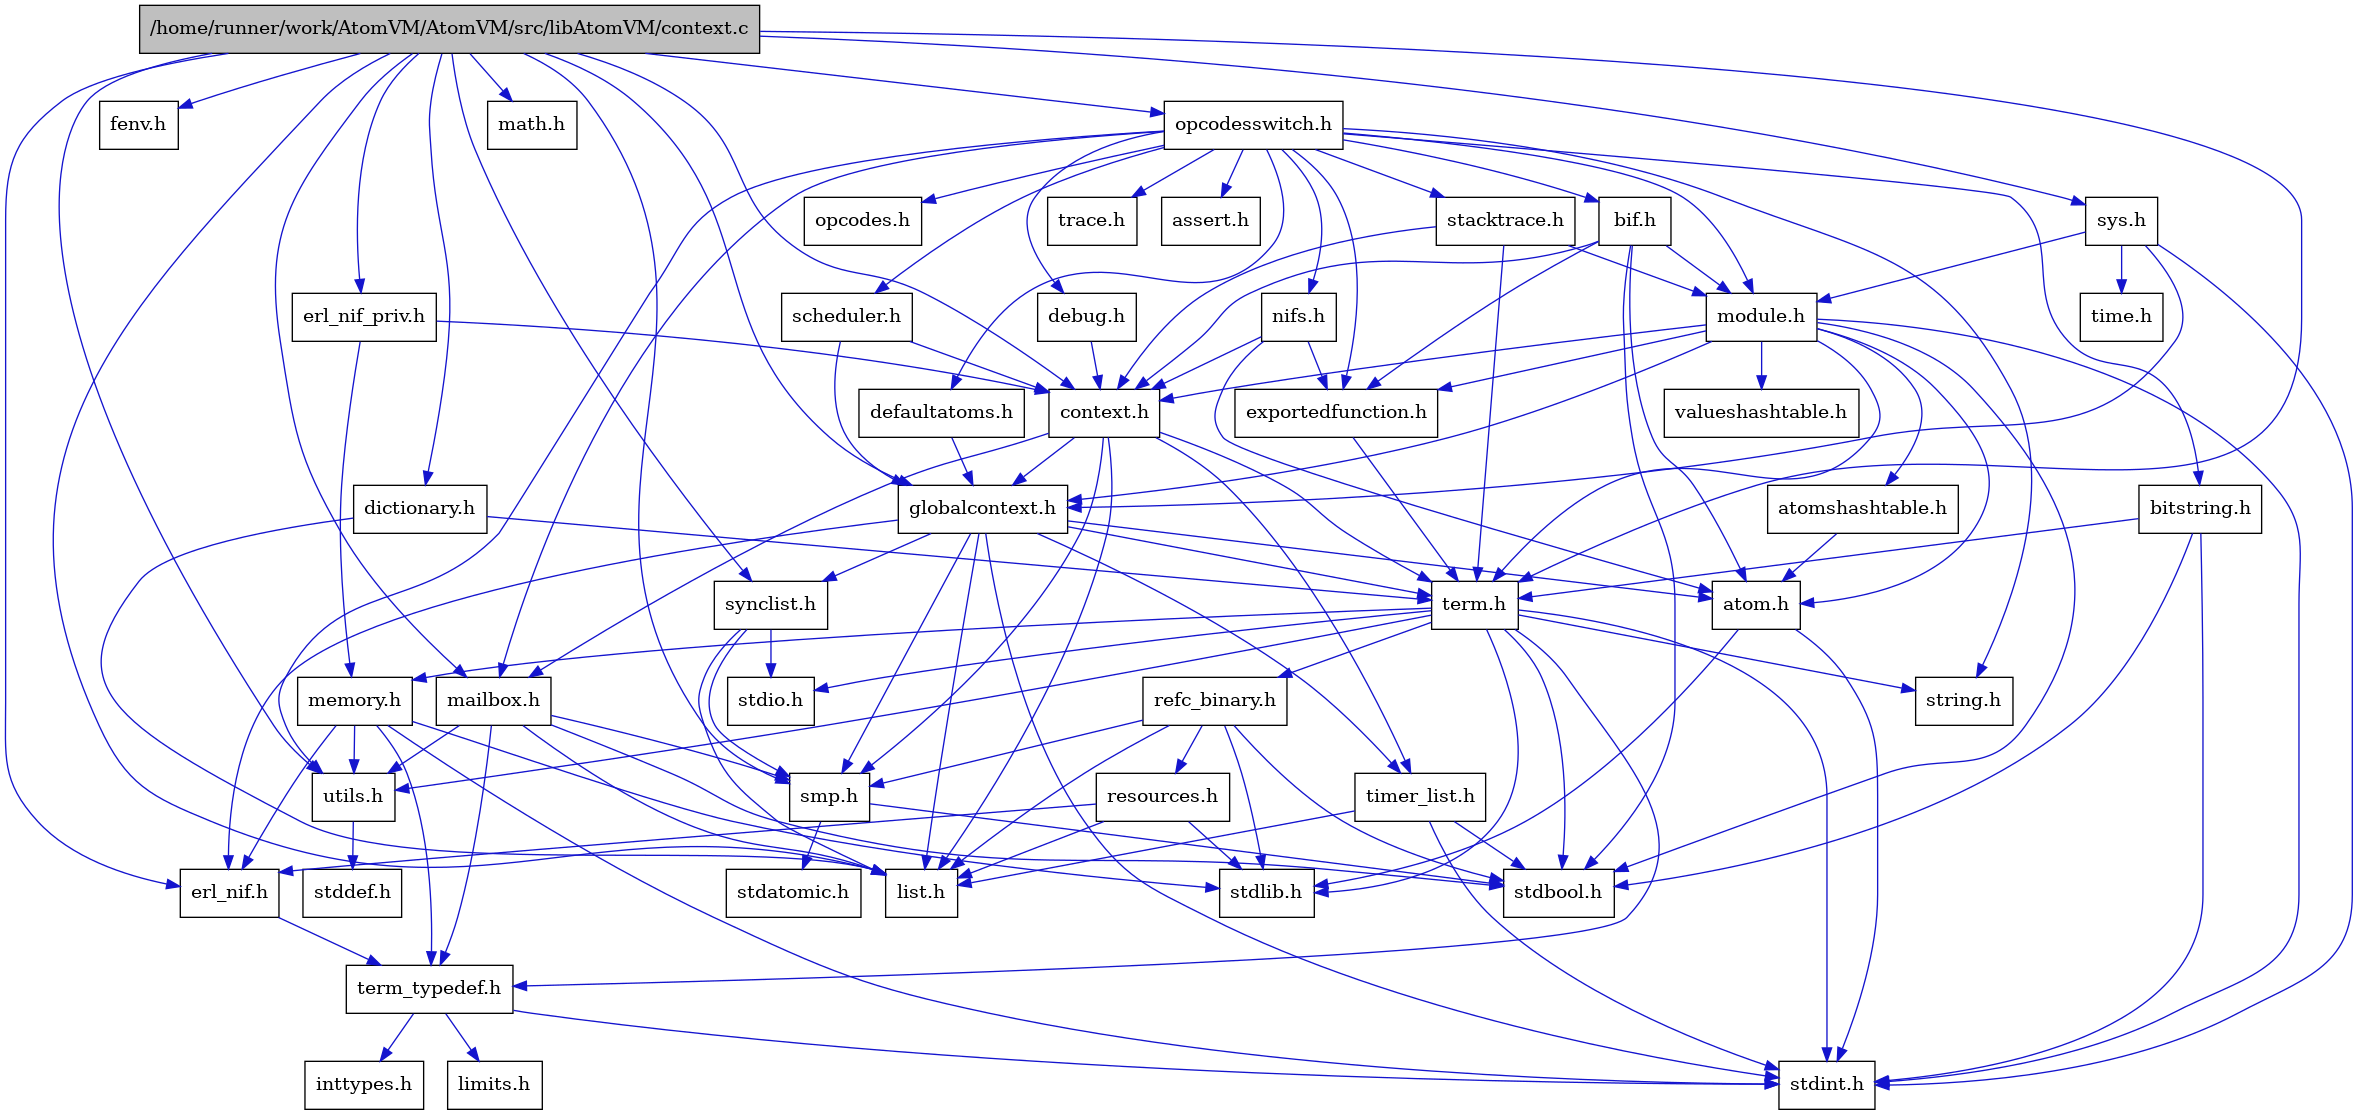 /home/runner/work/AtomVM/AtomVM/src/libAtomVM/context.c
fenv.h
math.h
opcodesswitch.h
opcodes.h
trace.h
assert.h
stacktrace.h
bif.h
sys.h
erl_nif_priv.h
scheduler.h
debug.h
nifs.h
module.h
time.h
defaultatoms.h
context.h
exportedfunction.h
valueshashtable.h
dictionary.h
globalcontext.h
atomshashtable.h
bitstring.h
synclist.h
term.h
atom.h
memory.h
mailbox.h
stdio.h
refc_binary.h
string.h
utils.h
smp.h
resources.h
timer_list.h
erl_nif.h
stddef.h
stdatomic.h
list.h
stdlib.h
stdbool.h
term_typedef.h
inttypes.h
limits.h
stdint.h